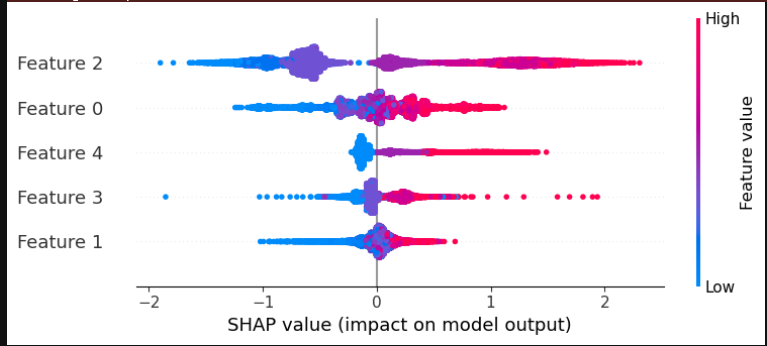 High
Feature 2
Feature 0
Feature 4
Feature 3
Feature 1
Feature value
Low
−2 −1 0 1 2
SHAP value (impact on model output)